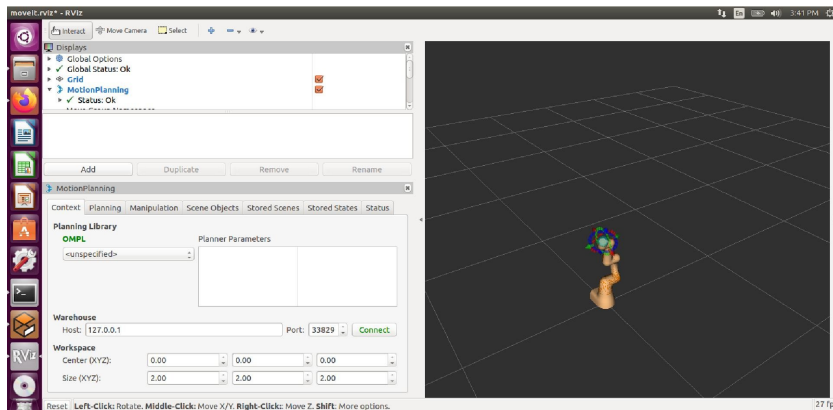 moveit.rviz* - RViz
En 3:41 PM
Interact Move Camera Select
Displays
Global Options
Global Status: Ok
Grid
MotionPlanning
Status: Ok
Add Duplicate Remove Rename
MotionPlanning
Context Planning Manipulation Scene Objects Stored Scenes Stored States Status
Planning Library
OMPL Planner Parameters
<unspecified>
Warehouse
Host: 127.0.0.1 Port: 33829 Connect
Workspace
Center (XYZ): 0.00 0.00 0.00
Size (XYZ): 2.00 2.00 2.00
RViz
Reset Left-Click: Rotate. Middle-Click: Move X/Y. Right-Click: Move Z. Shift: More options.
27 fp